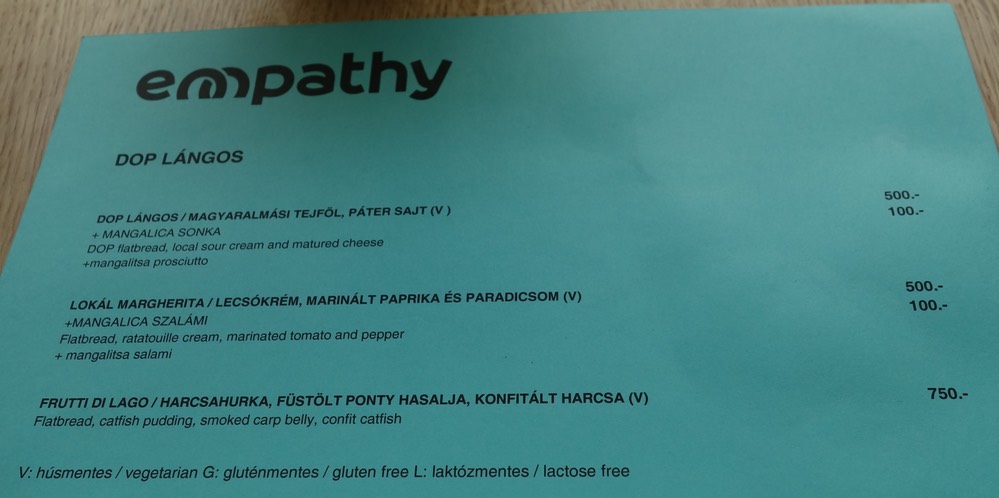 empathy
DOP LÁNGOS
DOP LÁNGOS / MAGYARALMÁSI TEJFÖL, PÁTER SAJT (V ) 500.-
+ MANGALICA SONKA 100.-
DOP flatbread, local sour cream and matured cheese
+mangalitsa prosciutto
LOKÁL MARGHERITA / LECSÓKRÉM, MARINÁLT PAPRIKA ÉS PARADICSOM (V) 500.-
+MANGALICA SZALÁMI 100.-
Flatbread, ratatouille cream, marinated tomato and pepper
+ mangalitsa salami
FRUTTI DI LAGO / HARCSAHURKA, FÜSTÖLT PONTY HASALJA, KONFITÁLT HARCSA (V) 750.-
Flatbread, catfish pudding, smoked carp belly, confit catfish
V: húsmentes / vegetarian G: gluténmentes / gluten free L: laktózmentes / lactose free